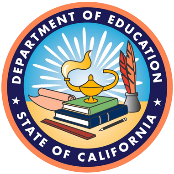 DEPARTMENT OF EDUCATION
STATE OF CALIFORNIA